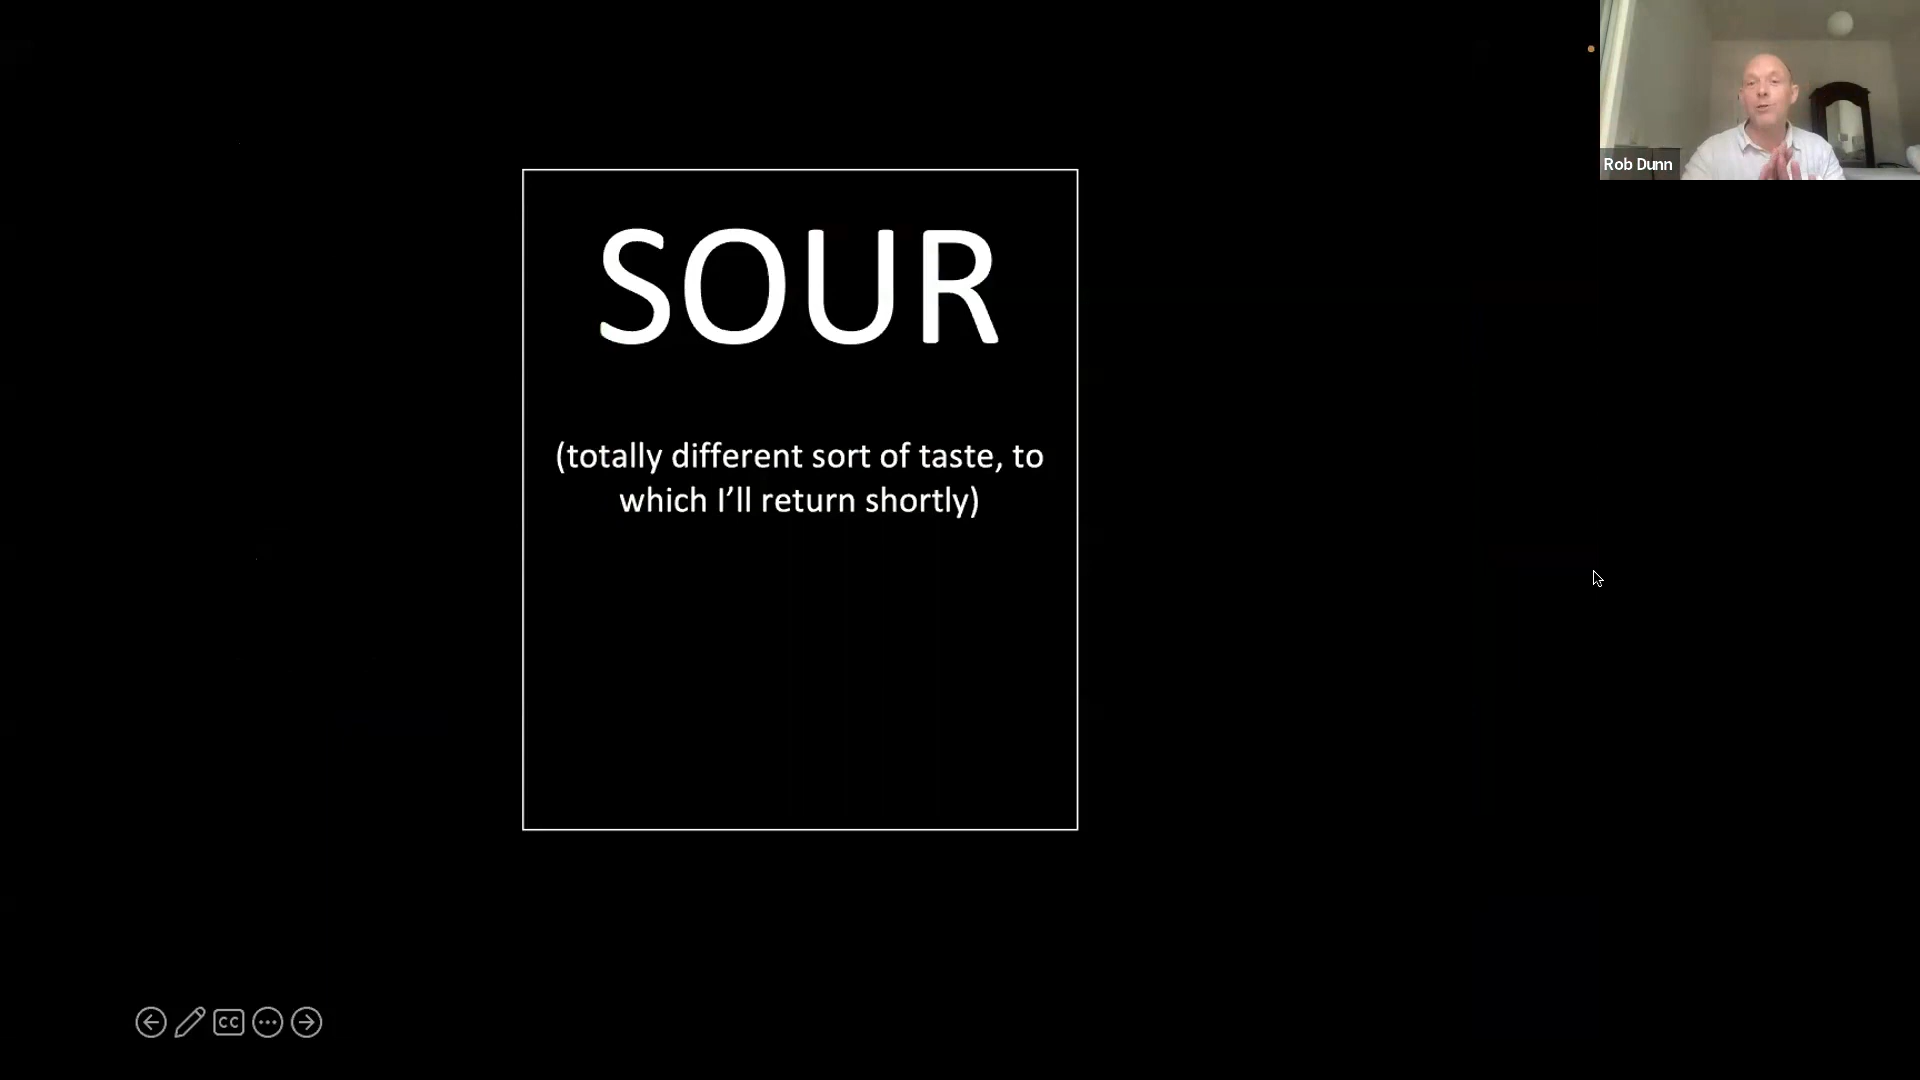 SOUR
(totally different sort of taste, to
which I’ll return shortly)
Rob Dunn
CC